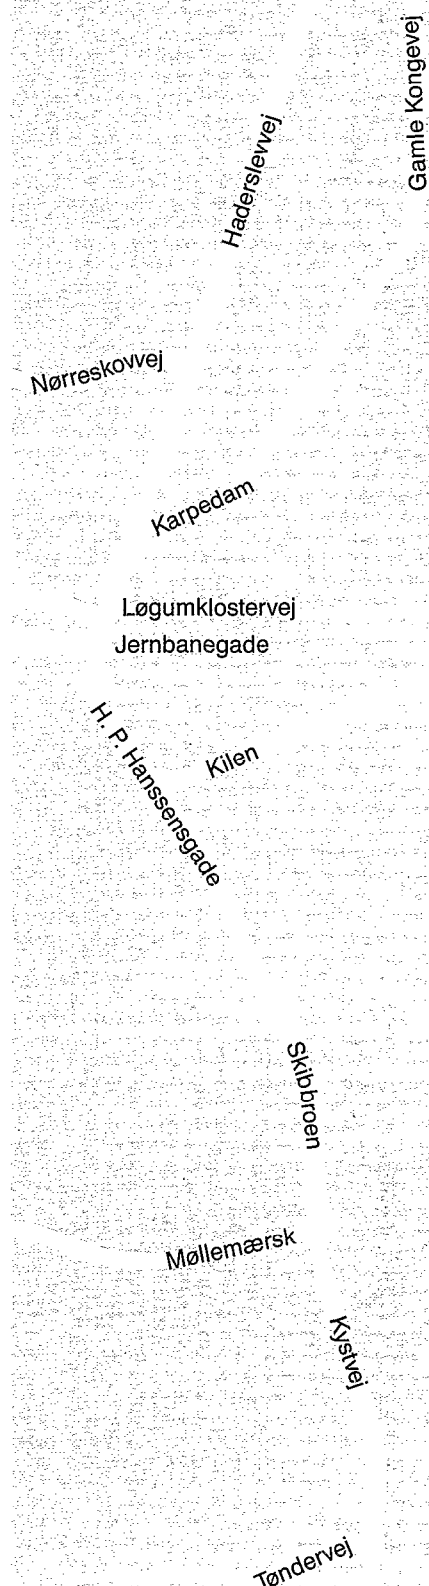 Gamle Kongevej
Haderslevvej
Nørreskovvej
Karpedam
Løgumklostervej
Jernbanegade
H. P. Hanssensgade
Kilen
Skibbroen
Møllemærsk
Kystvej
Tøndervej